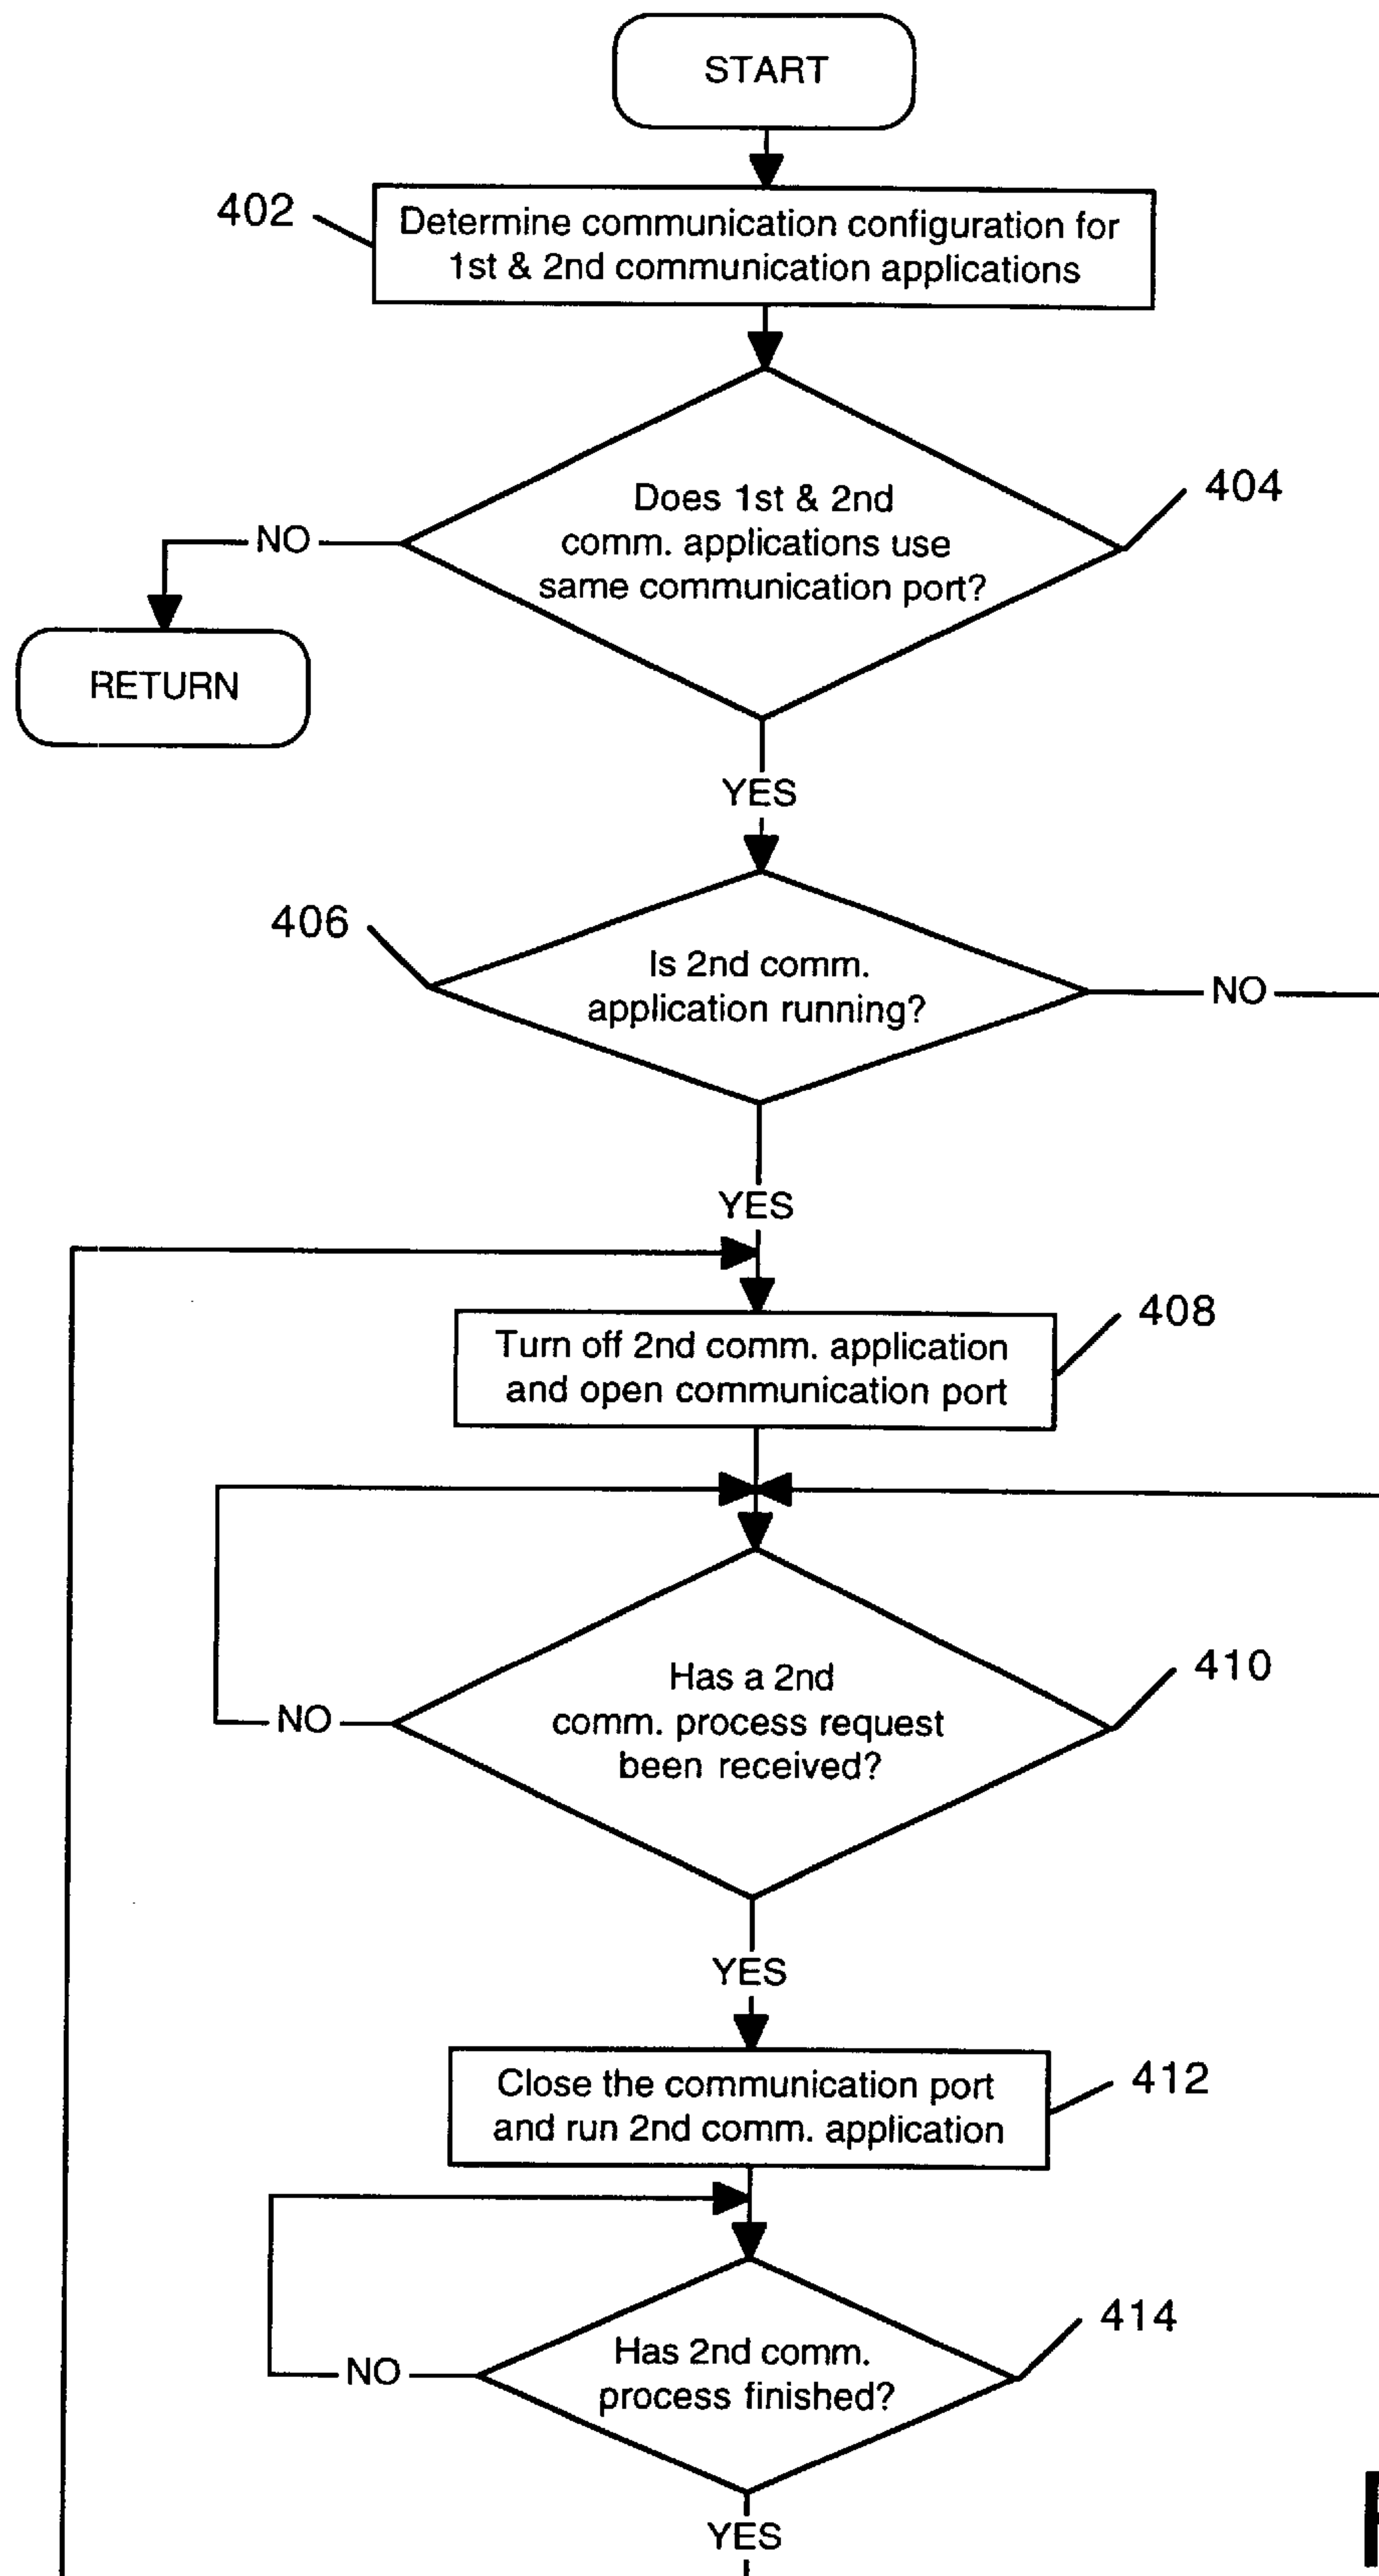 START
402
Determine communication configuration for
1st & 2nd communication applications
404
Does 1st & 2nd
comm. applications use
same communication port?
NO
RETURN
YES
406
Is 2nd comm.
application running?
NO
YES
408
Turn off 2nd comm. application
and open communication port
410
Has a 2nd
comm. process request
been received?
NO
YES
412
Close the communication port
and run 2nd comm. application
414
Has 2nd comm.
process finished?
NO
YES